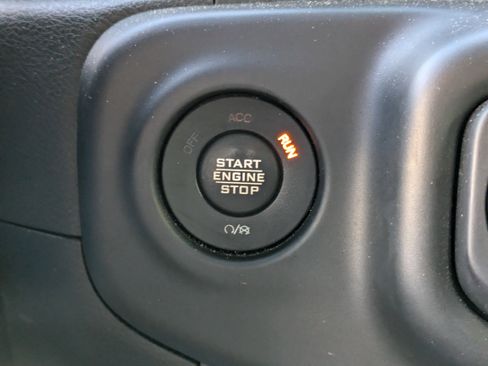 ACC
OFF
RUN
START
ENGINE
STOP